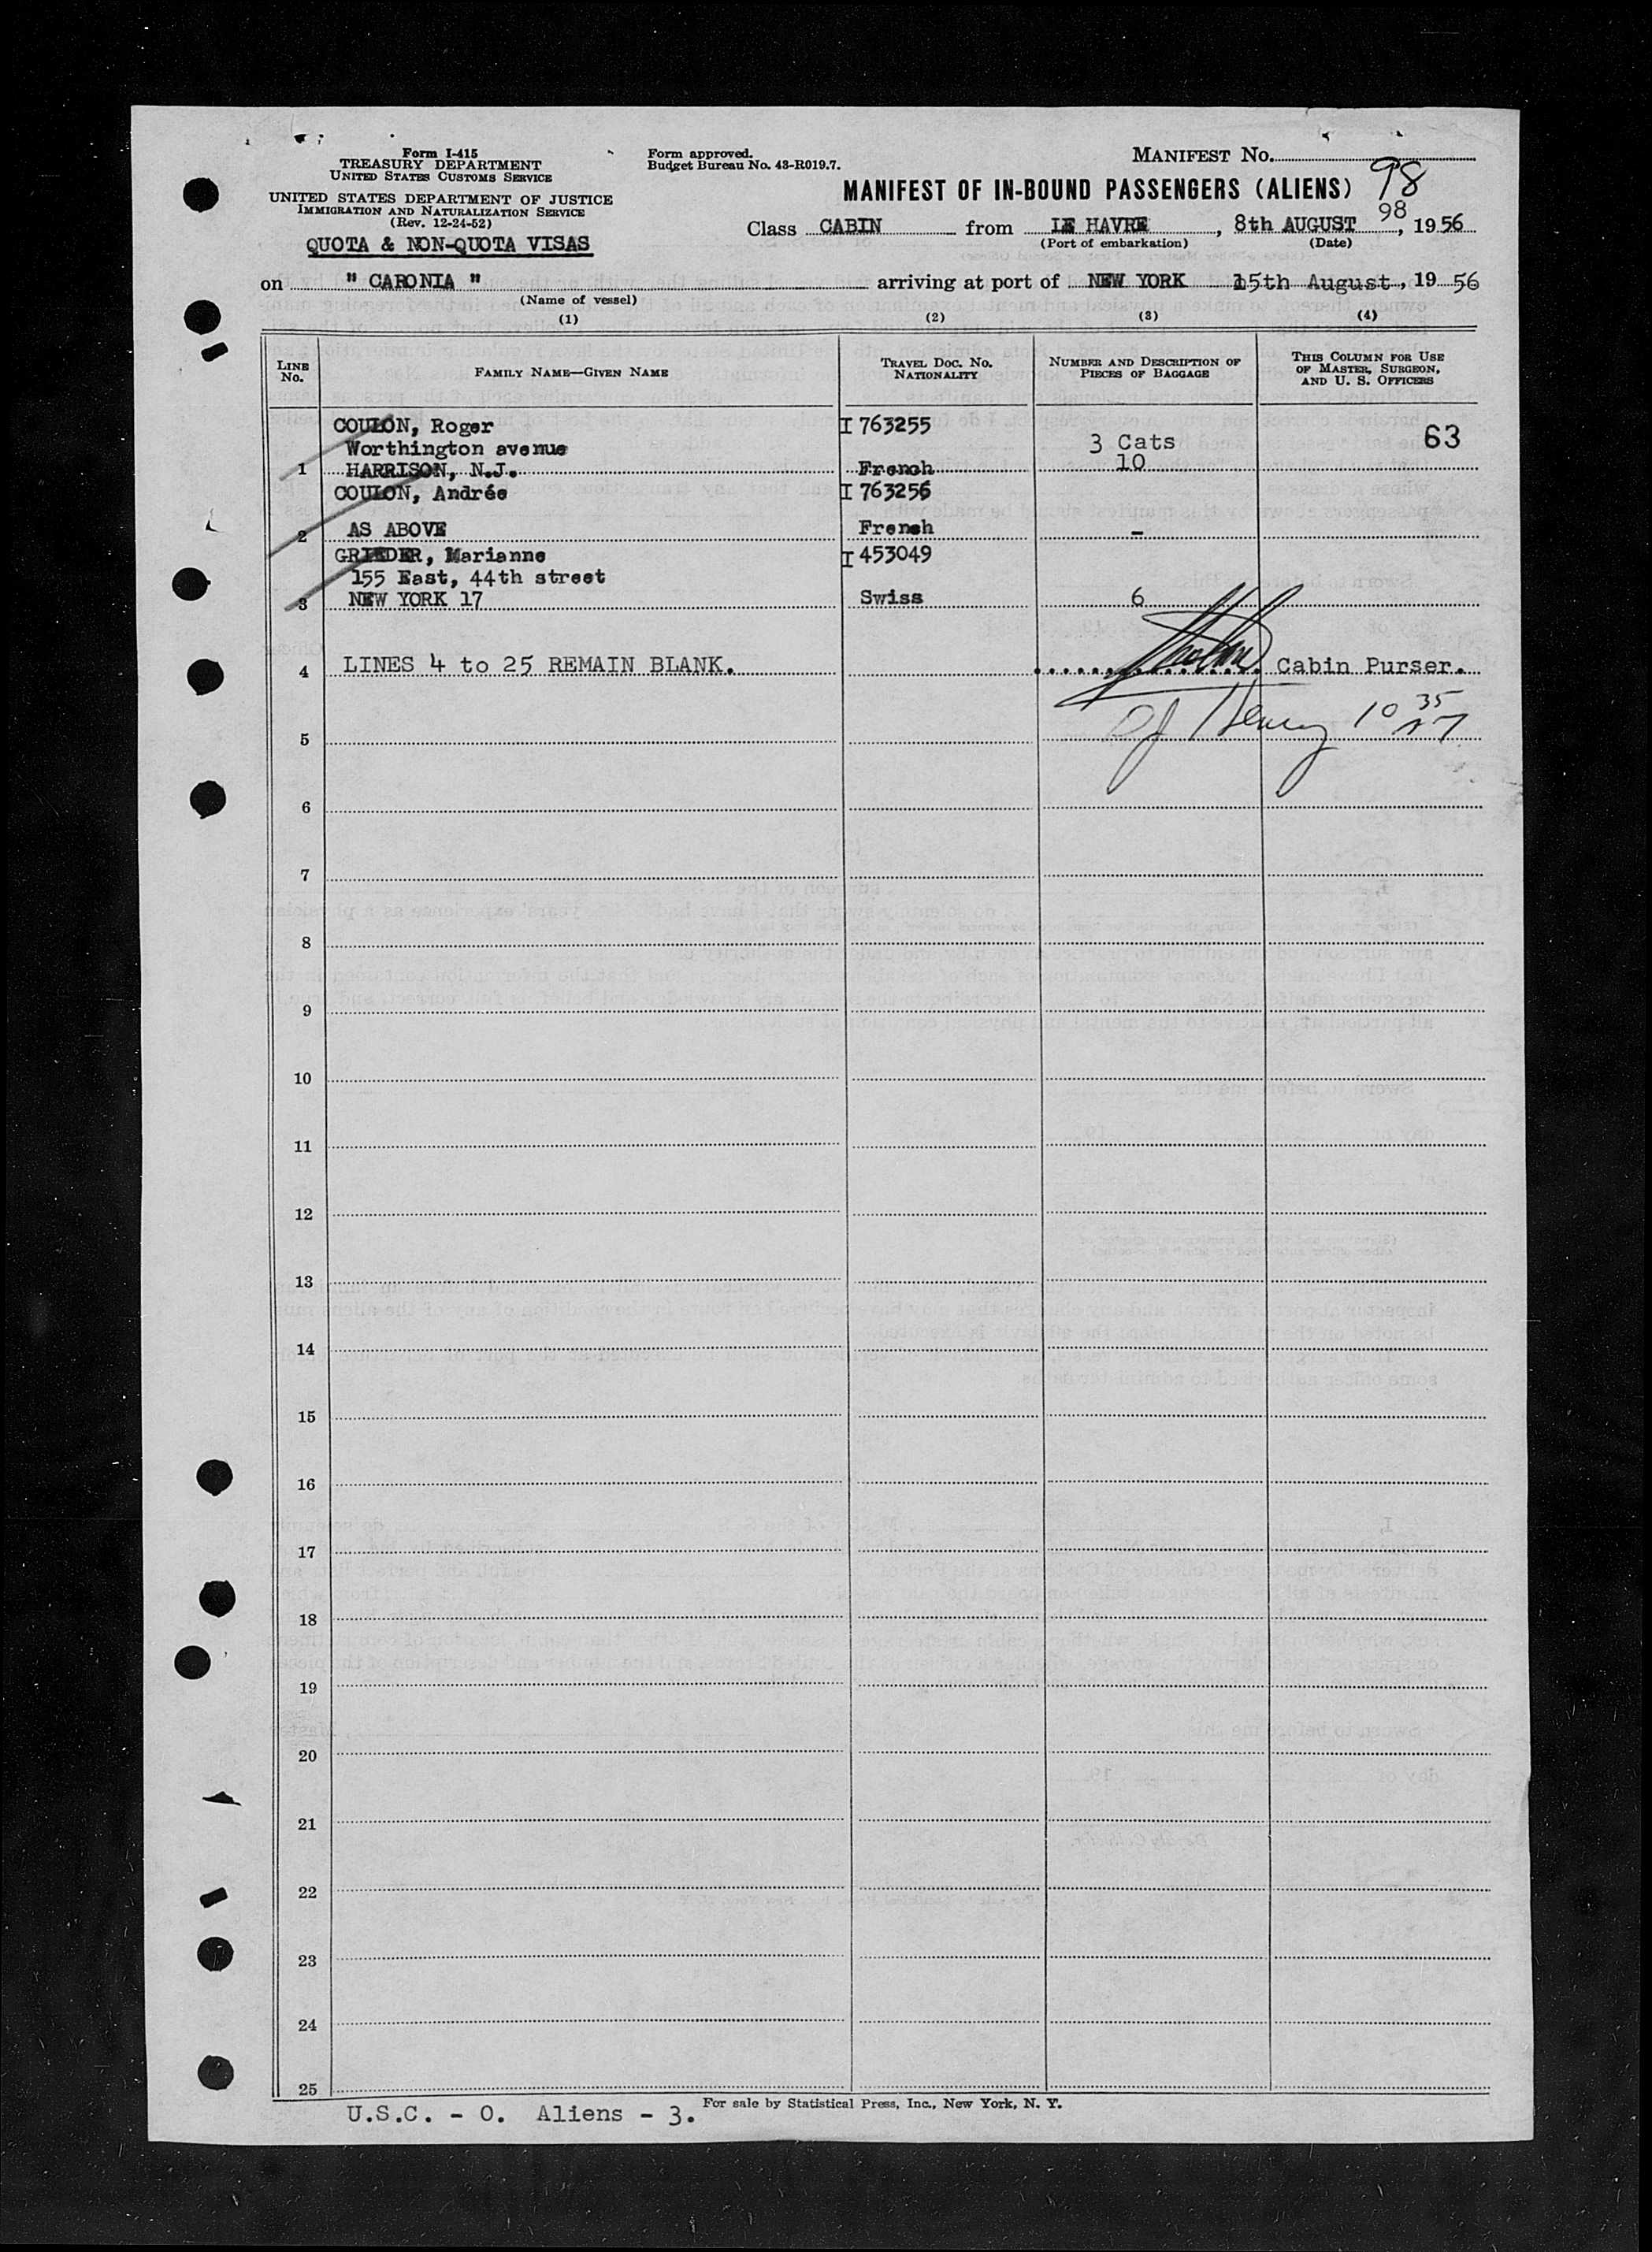 Form I-415
TREASURY DEPARTMENT
UNITED STATES CUSTOMS SERVICE
UNITED STATES DEPARTMENT OF JUSTICE
IMMIGRATION AND NATURALIZATION SERVICE
(Rev. 12-24-52)
QUOTA & NON-QUOTA VISAS
Form approved.
Budget Bureau No. 43-R019.7.
MANIFEST NO.
98
MANIFEST OF IN-BOUND PASSENGERS (ALIENS)
98
Class CABIN from LE HAVRE, 8th AUGUST, 1956
(Port of embarkation) (Date)
on " CARONIA " arriving at port of NEW YORK 15th August, 19 56
(Name of vessel)
(1) (2) (3) (4)
LINE No. FAMILY NAME—GIVEN NAME TRAVEL DOC. NO. NATIONALITY NUMBER AND DESCRIPTION OF PIECES OF BAGGAGE THIS COLUMN FOR USE OF MASTER, SURGEON, AND U. S. OFFICERS
COULON, Roger I 763255
Worthington avenue 3 Cats 63
1 HARRISON, N.J. French 10
COULON, Andrée I 763256
2 AS ABOVE French -
GRIEDER, Marianne I 453049
155 East, 44th street
3 NEW YORK 17 Swiss 6
4 LINES 4 to 25 REMAIN BLANK. Cabin Purser.
Henry 10 35
5
6
7
8
9
10
11
12
13
14
15
16
17
18
19
20
21
22
23
24
25
For sale by Statistical Press, Inc., New York, N. Y.
U.S.C. - 0. Aliens - 3.